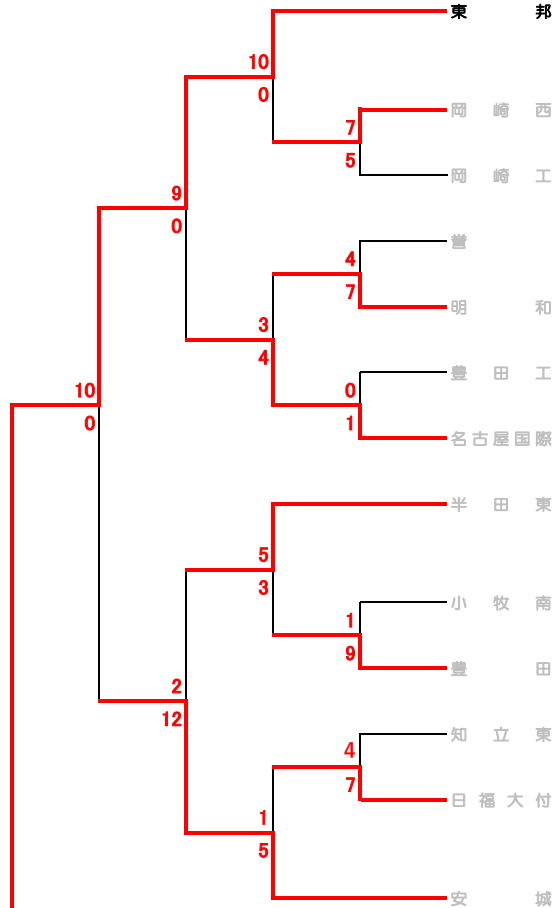 東邦
10
0
岡崎西
7
5
岡崎工
9
0
誉
4
7
明和
3
4
豊田工
0
1
名古屋国際
10
0
半田東
5
3
小牧南
1
9
豊田
2
12
知立東
4
7
日福大付
1
5
安城